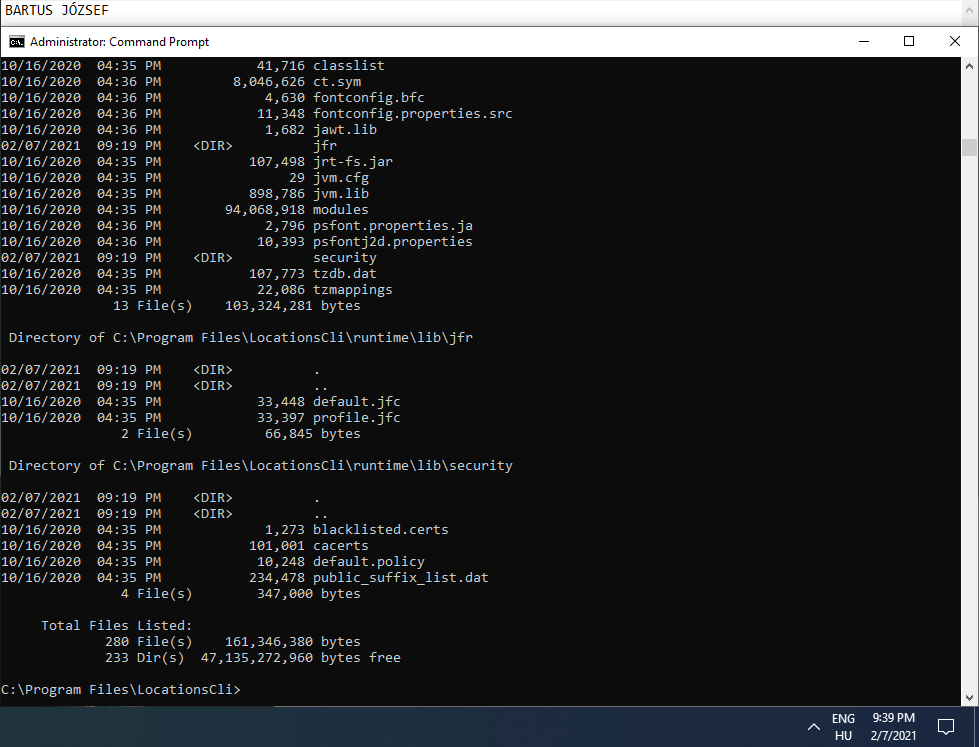 BARTUS JÓZSEF
Administrator: Command Prompt
10/16/2020  04:35 PM            41,716 classlist
10/16/2020  04:36 PM         8,046,626 ct.sym
10/16/2020  04:36 PM             4,630 fontconfig.bfc
10/16/2020  04:36 PM            11,348 fontconfig.properties.src
10/16/2020  04:36 PM             1,682 jawt.lib
02/07/2021  09:19 PM    <DIR>          jfr
10/16/2020  04:35 PM           107,498 jrt-fs.jar
10/16/2020  04:35 PM                29 jvm.cfg
10/16/2020  04:35 PM           898,786 jvm.lib
10/16/2020  04:35 PM        94,068,918 modules
10/16/2020  04:36 PM             2,796 psfont.properties.ja
10/16/2020  04:36 PM            10,393 psfontj2d.properties
02/07/2021  09:19 PM    <DIR>          security
10/16/2020  04:35 PM           107,773 tzdb.dat
10/16/2020  04:35 PM            22,086 tzmappings
13 File(s)    103,324,281 bytes
Directory of C:\Program Files\LocationsCli\runtime\lib\jfr
02/07/2021  09:19 PM    <DIR>          .
02/07/2021  09:19 PM    <DIR>          ..
10/16/2020  04:35 PM            33,448 default.jfc
10/16/2020  04:35 PM            33,397 profile.jfc
2 File(s)         66,845 bytes
Directory of C:\Program Files\LocationsCli\runtime\lib\security
02/07/2021  09:19 PM    <DIR>          .
02/07/2021  09:19 PM    <DIR>          ..
10/16/2020  04:35 PM             1,273 blacklisted.certs
10/16/2020  04:35 PM           101,001 cacerts
10/16/2020  04:35 PM            10,248 default.policy
10/16/2020  04:35 PM           234,478 public_suffix_list.dat
4 File(s)        347,000 bytes
Total Files Listed:
280 File(s)    161,346,380 bytes
233 Dir(s)  47,135,272,960 bytes free
C:\Program Files\LocationsCli>
ENG
HU
9:39 PM
2/7/2021